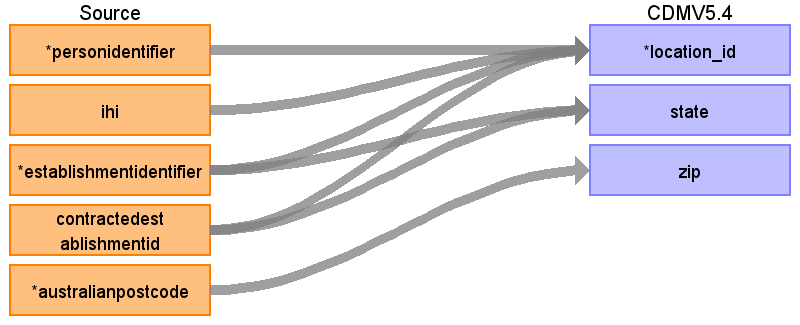 Source
CDMV5.4
*personidentifier
*location_id
ihi
state
*establishmentidentifier
zip
contractedest
ablishmentid
*australianpostcode